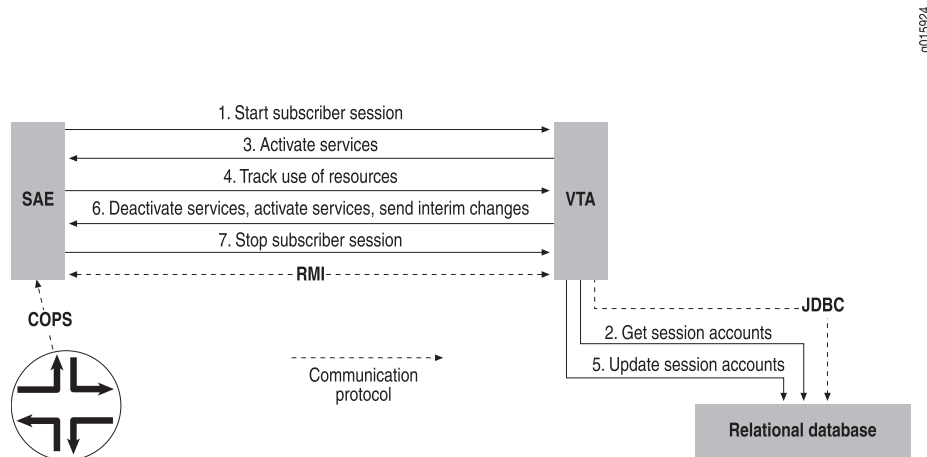 g015924
1. Start subscriber session
3. Activate services
4. Track use of resources
SAE
VTA
6. Deactivate services, activate services, send interim changes
7. Stop subscriber session
RMI
JDBC
COPS
2. Get session accounts
5. Update session accounts
Communication
protocol
Relational database